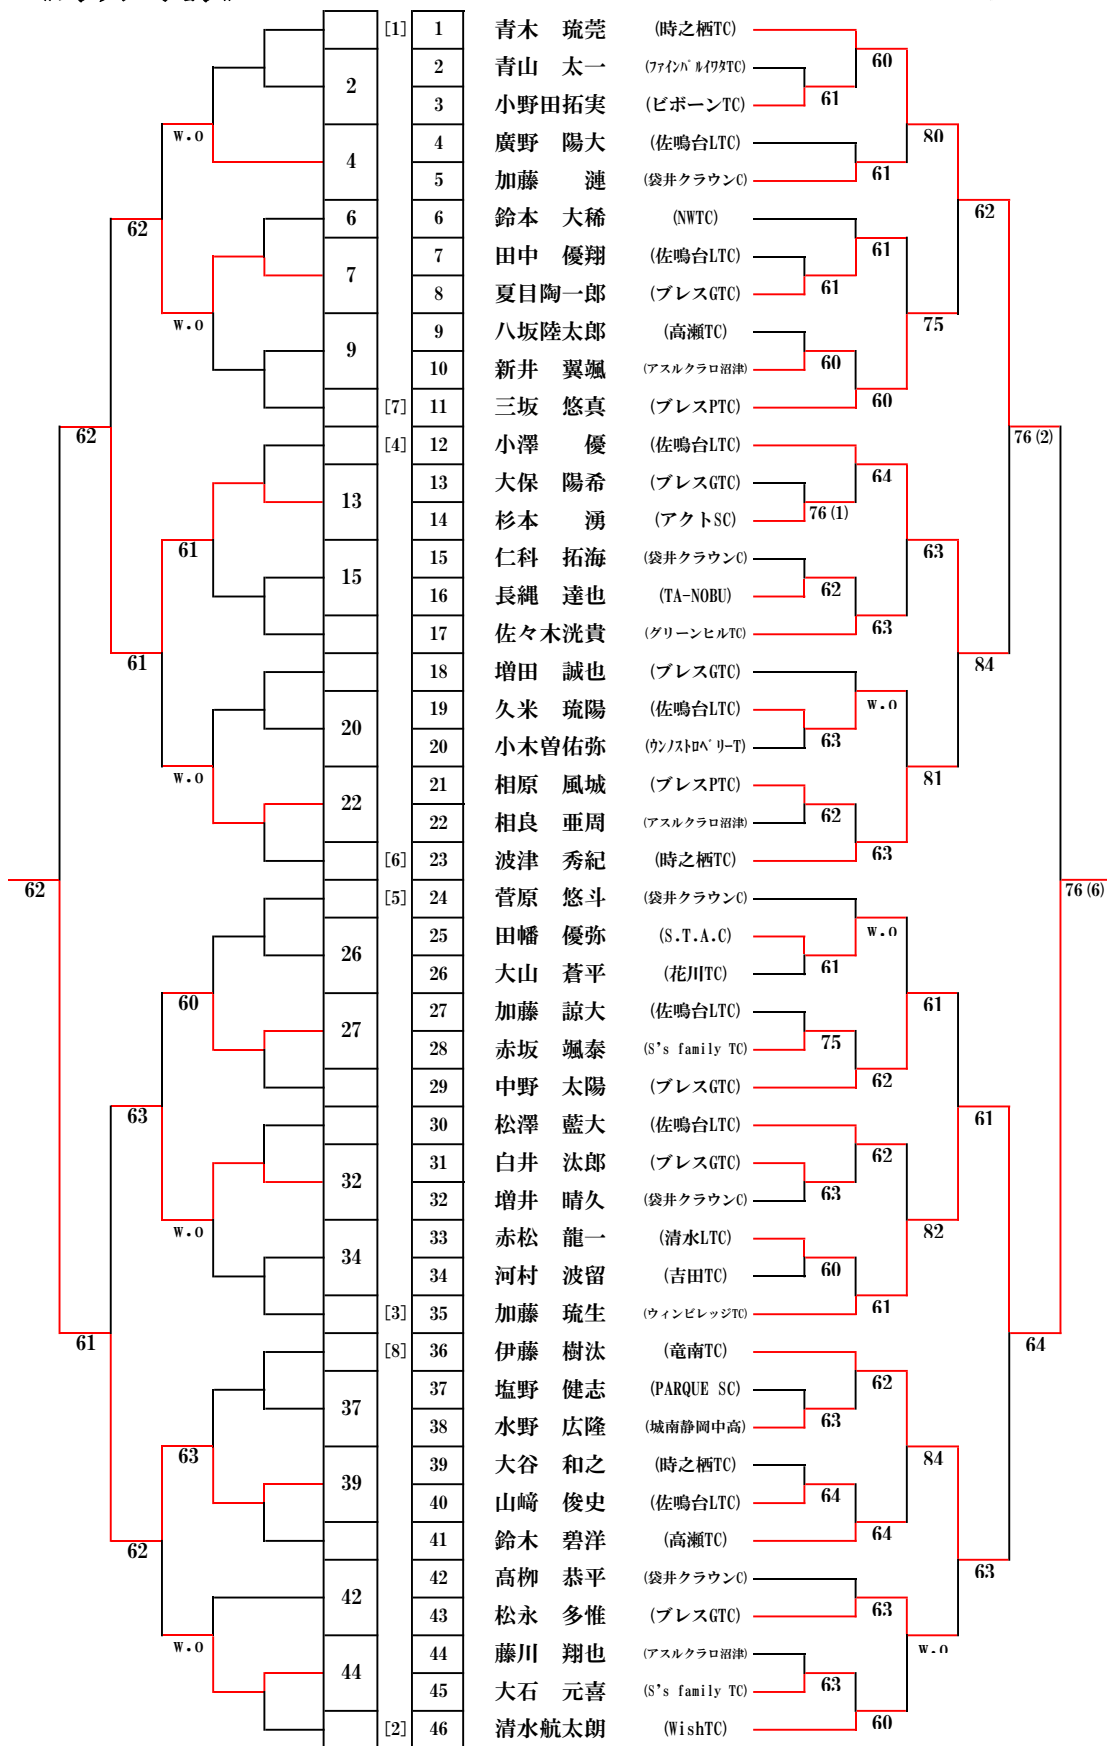 [1] 1 青木　琉莞 (時之栖TC)
2 青山　太一 (ファインバルイワタTC) 60
2
3 小野田拓実 (ビボーンTC) 61
w.o 4 廣野　陽大 (佐鳴台LTC) 80
4
5 加藤　漣 (袋井クラウンC) 61
62 6 6 鈴木　大稀 (NWTC) 62
7 田中　優翔 (佐鳴台LTC) 61
7
8 夏目陶一郎 (ブレスGTC) 61
w.o 9 八坂陸太郎 (高瀬TC) 75
9
10 新井　翼颯 (アスルクラロ沼津) 60
[7] 11 三坂　悠真 (ブレスPTC) 60
62 [4] 12 小澤　優 (佐鳴台LTC) 76(2)
13 大保　陽希 (ブレスGTC) 64
13
14 杉本　湧 (アクトSC) 76(1)
61 15 仁科　拓海 (袋井クラウンC) 63
15
16 長縄　達也 (TA-NOBU) 62
17 佐々木洸貴 (グリーンヒルTC) 63
61 18 増田　誠也 (ブレスGTC) 84
19 久米　琉陽 (佐鳴台LTC) w.o
20
20 小木曽佑弥 (ウンノストロベリーT) 63
w.o 21 相原　風城 (ブレスPTC) 81
22
22 相良　亜周 (アスルクラロ沼津) 62
[6] 23 波津　秀紀 (時之栖TC) 63
62 [5] 24 菅原　悠斗 (袋井クラウンC) 76(6)
25 田幡　優弥 (S.T.A.C) w.o
26
26 大山　蒼平 (花川TC) 61
60 27 加藤　諒大 (佐鳴台LTC) 61
27
28 赤坂　颯泰 (S's family TC) 75
29 中野　太陽 (ブレスGTC) 62
63 30 松澤　藍大 (佐鳴台LTC) 61
31 白井　汰郎 (ブレスGTC) 62
32
32 増井　晴久 (袋井クラウンC) 63
w.o 33 赤松　龍一 (清水LTC) 82
34
34 河村　波留 (吉田TC) 60
[3] 35 加藤　琉生 (ウィンビレッジTC) 61
61 [8] 36 伊藤　樹汰 (竜南TC) 64
37 塩野　健志 (PARQUE SC) 62
37
38 水野　広隆 (城南静岡中高) 63
63 39 大谷　和之 (時之栖TC) 84
39
40 山﨑　俊史 (佐鳴台LTC) 64
41 鈴木　碧洋 (高瀬TC) 64
62 42 高栁　恭平 (袋井クラウンC) 63
42
43 松永　多惟 (ブレスGTC) 63
w.o 44 藤川　翔也 (アスルクラロ沼津) w.o
44
45 大石　元喜 (S's family TC) 63
[2] 46 清水航太朗 (WishTC) 60